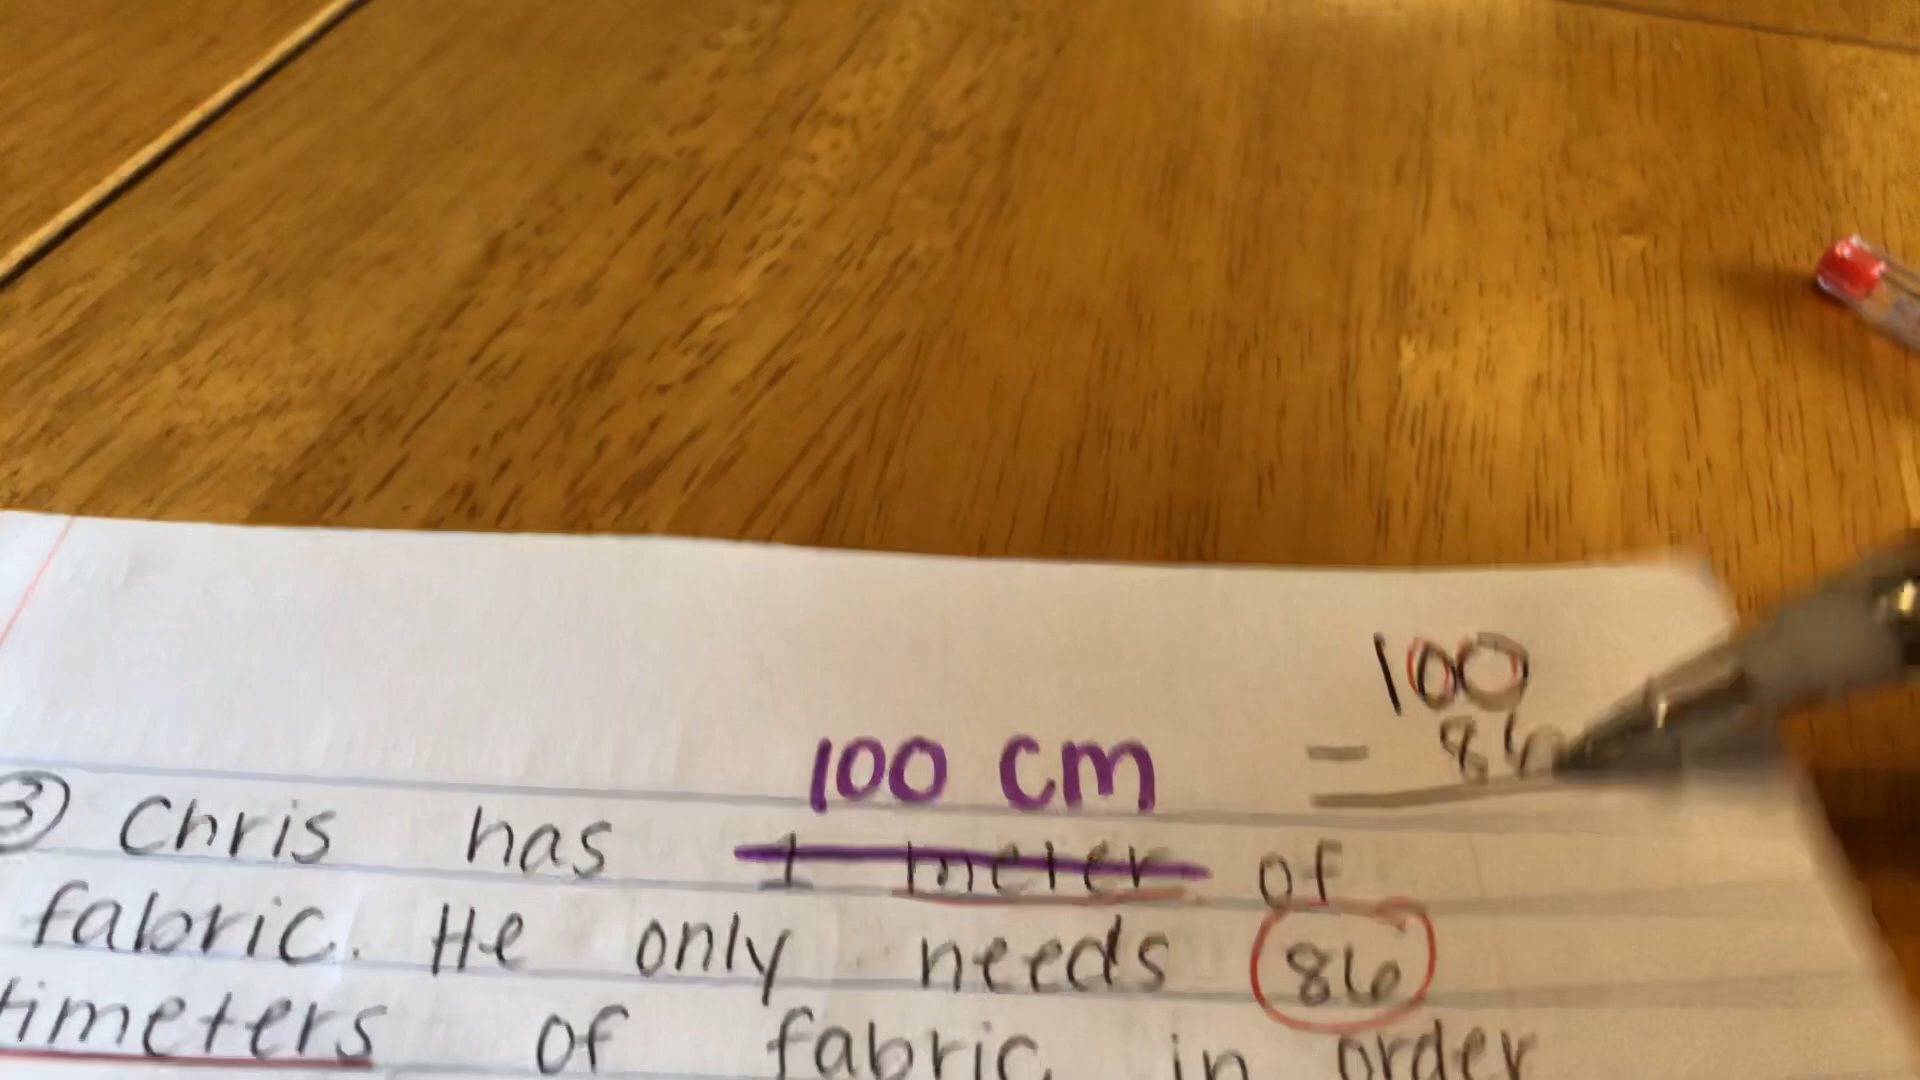 100
- 86
100 cm
3 Chris has 1 meter of
fabric. He only needs 86
timeters of fabric in order